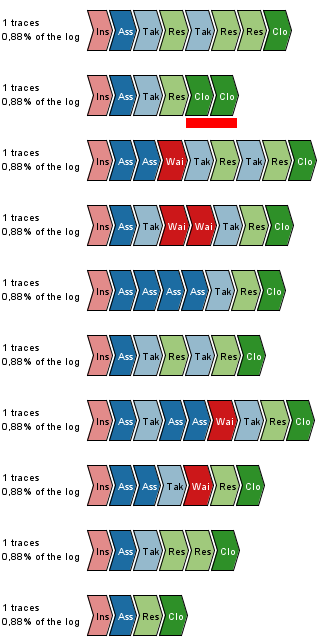 1 traces
0,88% of the log
Ins Ass Tak Res Tak Res Res Clo
1 traces
0,88% of the log
Ins Ass Tak Res Clo Clo
1 traces
0,88% of the log
Ins Ass Ass Wai Tak Res Tak Res Clo
1 traces
0,88% of the log
Ins Ass Tak Wai Wai Tak Res Clo
1 traces
0,88% of the log
Ins Ass Ass Ass Ass Tak Res Clo
1 traces
0,88% of the log
Ins Ass Tak Res Tak Res Clo
1 traces
0,88% of the log
Ins Ass Tak Ass Ass Wai Tak Res Clo
1 traces
0,88% of the log
Ins Ass Ass Tak Wai Res Clo
1 traces
0,88% of the log
Ins Ass Tak Res Res Clo
1 traces
0,88% of the log
Ins Ass Res Clo